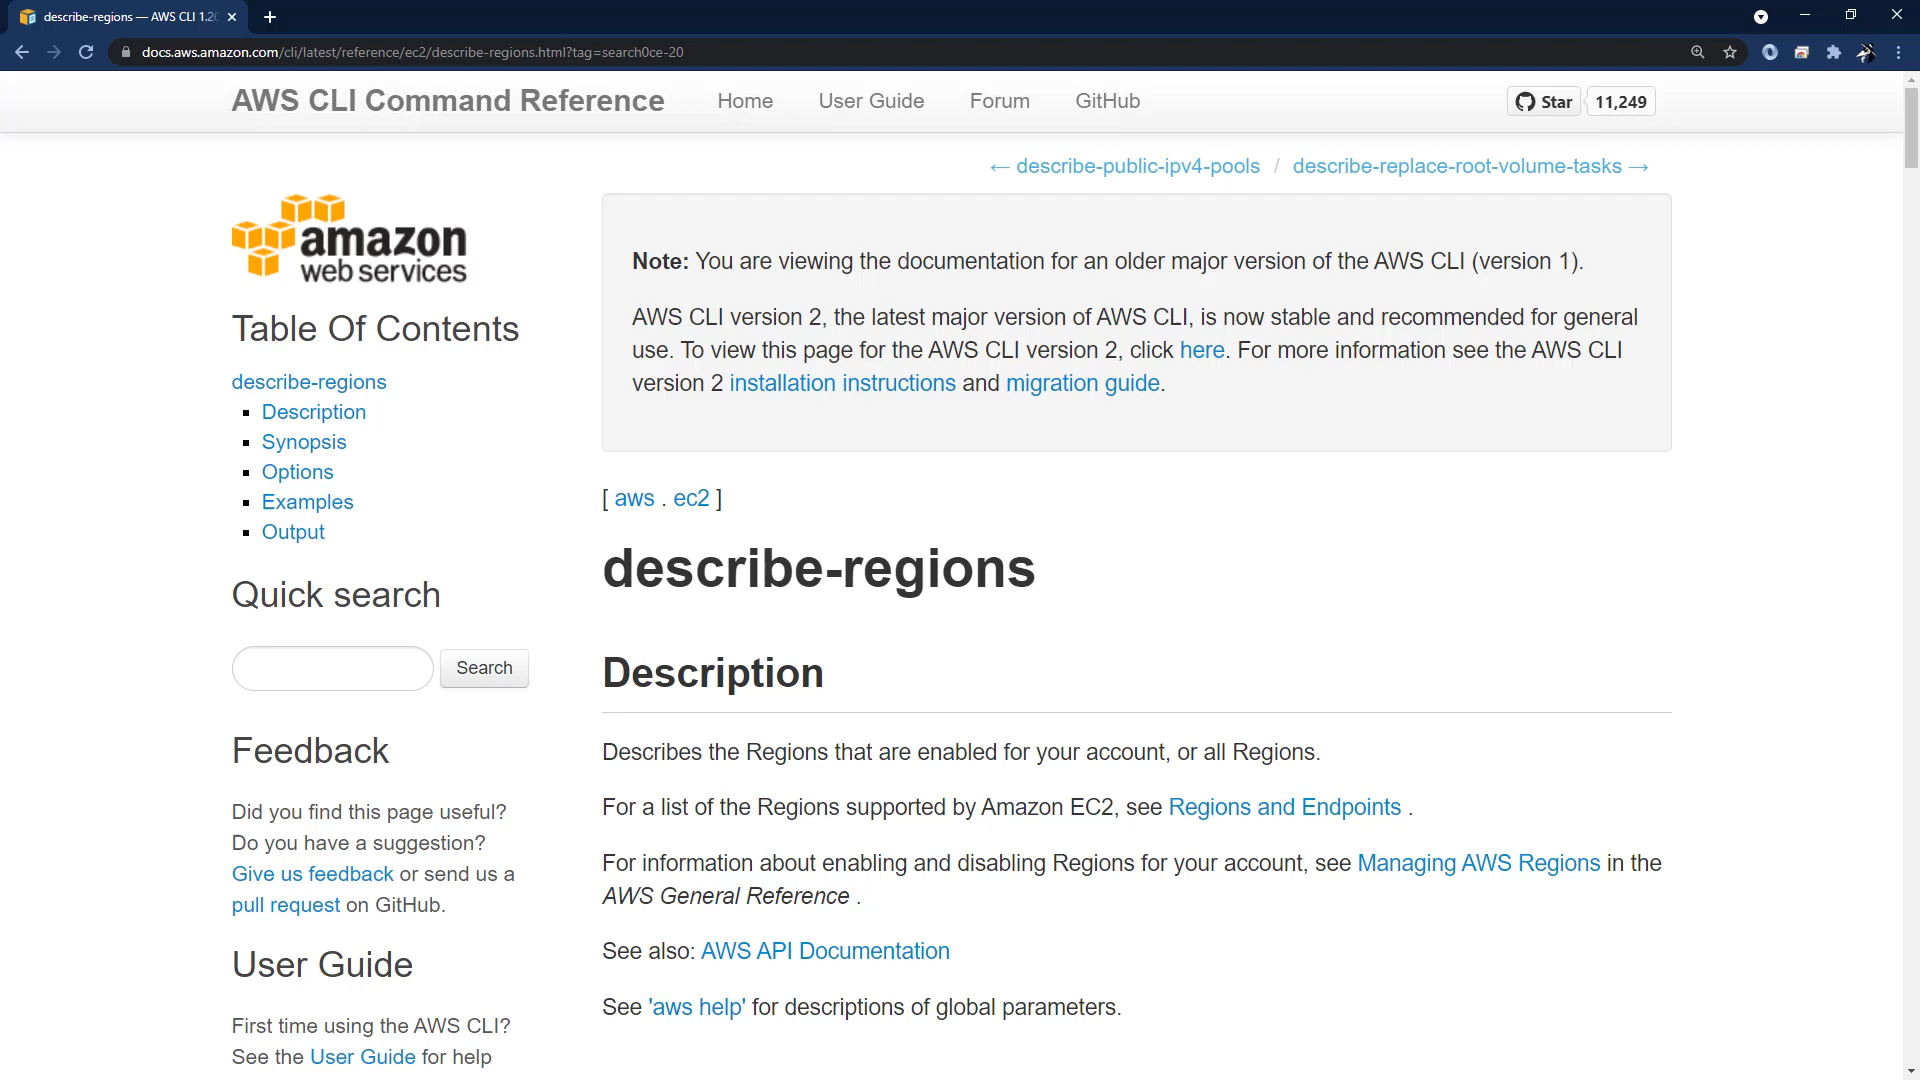 describe-regions — AWS CLI 1.20
docs.aws.amazon.com/cli/latest/reference/ec2/describe-regions.html?tag=search0ce-20
AWS CLI Command Reference
Home
User Guide
Forum
GitHub
Star
11,249
← describe-public-ipv4-pools / describe-replace-root-volume-tasks →
amazon
web services
Table Of Contents
describe-regions
Description
Synopsis
Options
Examples
Output
Quick search
Search
Feedback
Did you find this page useful?
Do you have a suggestion?
Give us feedback or send us a
pull request on GitHub.
User Guide
First time using the AWS CLI?
See the User Guide for help
Note: You are viewing the documentation for an older major version of the AWS CLI (version 1).
AWS CLI version 2, the latest major version of AWS CLI, is now stable and recommended for general
use. To view this page for the AWS CLI version 2, click here. For more information see the AWS CLI
version 2 installation instructions and migration guide.
[ aws . ec2 ]
describe-regions
Description
Describes the Regions that are enabled for your account, or all Regions.
For a list of the Regions supported by Amazon EC2, see Regions and Endpoints .
For information about enabling and disabling Regions for your account, see Managing AWS Regions in the
AWS General Reference .
See also: AWS API Documentation
See 'aws help' for descriptions of global parameters.